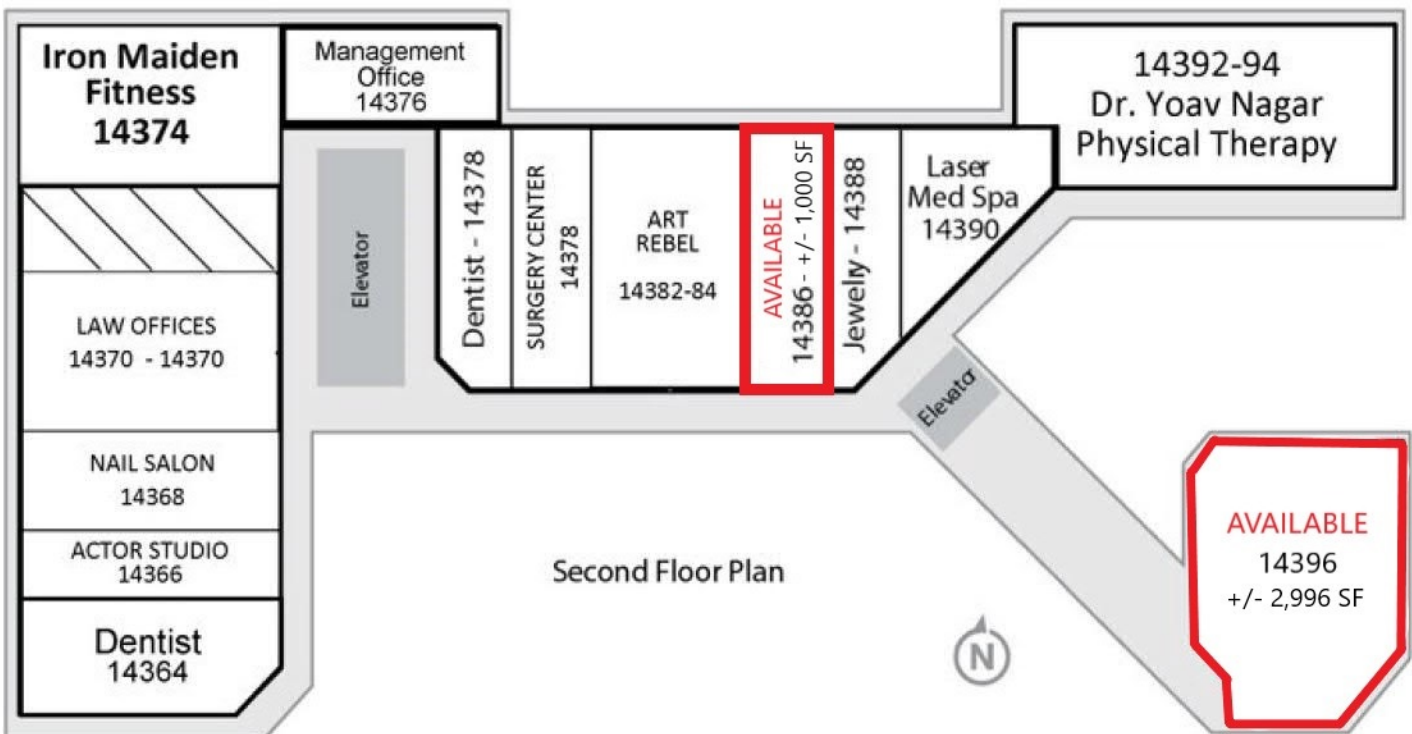 Iron Maiden
Fitness
14374
Management
Office
14376
14392-94
Dr. Yoav Nagar
Physical Therapy
Elevator
Dentist - 14378
SURGERY CENTER
14378
ART
REBEL
14382-84
AVAILABLE
14386 - +/- 1,000 SF
Jewelry - 14388
Laser
Med Spa
14390
LAW OFFICES
14370 - 14370
Elevator
NAIL SALON
14368
ACTOR STUDIO
14366
Dentist
14364
Second Floor Plan
N
AVAILABLE
14396
+/- 2,996 SF